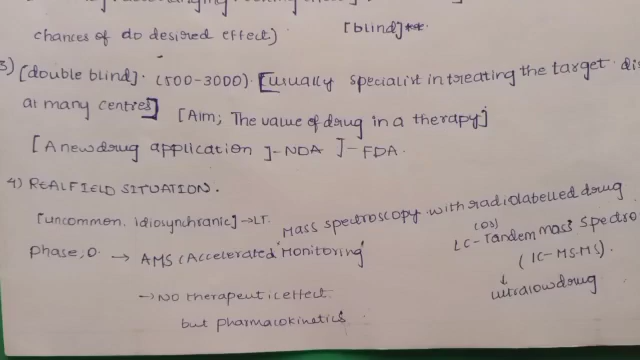 chances of do desired effect)
[blind]**
3) [double blind]. (500-3000). [usually specialist in treating the target
at many centres] [Aim; The value of drug in a therapy]
[A new drug application ]-NDA ]-FDA.
4) REALFIELD SITUATION.
[uncommon, idiosynchranic]→LT.
Mass spectroscopy with radiolabelled drug
(or)
LC-Tandem mass spectro
(LC-MS-MS).
↓
ultralow drug
phase, 0. → AMS (Accelerated Monitoring
→ NO therapeutic effect
but pharmacokinetics